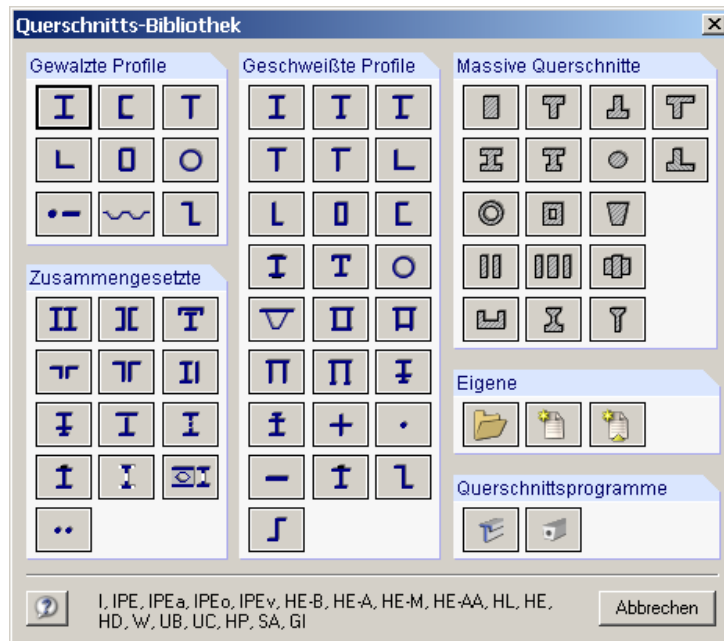 Querschnitts-Bibliothek
Gewalzte Profile
Geschweißte Profile
Massive Querschnitte
Zusammengesetzte
Eigene
Querschnittsprogramme
I, IPE, IPEa, IPEo, IPEv, HE-B, HE-A, HE-M, HE-AA, HL, HE,
HD, W, UB, UC, HP, SA, GI
Abbrechen